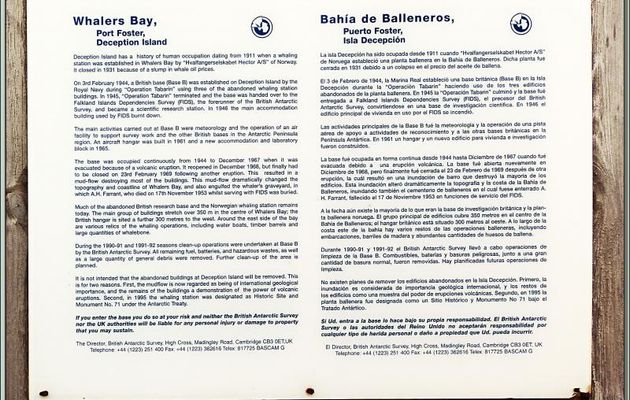 Whalers Bay,
Port Foster,
Deception Island
Deception Island has a history of human occupation dating from 1911 when a whaling
station was established in Whalers Bay by "Hvalfangerselskabet Hector A/S" of Norway.
It closed in 1931 because of a slump in whale oil prices.
On 3rd February 1944, a British base (Base B) was established on Deception Island by
the Royal Navy during "Operation Tabarin" using three of the abandoned whaling station
buildings. In 1945, "Operation Tabarin" terminated and the base was handed over to the
Falkland Islands Dependencies Survey (FIDS), the forerunner of the British Antarctic
Survey, and became a scientific research station. In 1946 the main accommodation
building used by FIDS burnt down.
The main activities carried out at Base B were meteorology and the operation of an air
facility to support survey work and the other British bases in the Antarctic Peninsula
region. An aircraft hangar was built in 1961 and a new accommodation and laboratory
block in 1965.
The base was occupied continuously from 1944 to December 1967 when it was
evacuated because of a volcanic eruption. It reopened in December 1968, but finally had
to be closed on 23rd February 1969 following another eruption. This resulted in a
mud-flow destroying most of the buildings. This mud-flow dramatically changed the
topography and coastline of Whalers Bay, and also engulfed the whaler's graveyard, in
which A.H. Farrant, who died on 17th November 1953 whilst serving with FIDS was buried.
Much of the abandoned British research base and the Norwegian whaling station remains
today. The main group of buildings stretch over 350 m in the centre of Whalers Bay; the
British hangar is sited a further 300 metres to the west. Around the east side of the bay
are various relics of the whaling operations, including water boats, timber barrels and
large quantities of whalebone.
During the 1990-91 and 1991-92 seasons clean-up operations were undertaken at Base B
by the British Antarctic Survey. All remaining fuel, batteries, and hazardous wastes, as well
as a large quantity of general debris were removed. Further clean-up of the area is
planned.
It is not intended that the abandoned buildings at Deception Island will be removed. This
is for two reasons. First, the mudflow is now regarded as being of international geological
importance, and the remains of the buildings a demonstration of the power of volcanic
eruptions. Second, in 1995 the whaling station was designated as Historic Site and
Monument No. 71 under the Antarctic Treaty.
If you enter the base you do so at your risk and neither the British Antarctic Survey
nor the UK authorities will be liable for any personal injury or damage to property
that you may sustain.
The Director, British Antarctic Survey, High Cross, Madingley Road, Cambridge CB3 0ET,UK
Telephone: +44 (1223) 251 400 Fax: +44 (1223) 362616 Telex: 817725 BASCAM G
Bahía de Balleneros,
Puerto Foster,
Isla Decepción
La isla Decepción ha sido ocupada desde 1911 cuando "Hvalfangerselskabet Hector A/S"
de Noruega estableció una planta ballenera en la Bahía de Balleneros. Dicha planta fue
cerrada en 1931 debido a un colapso en el precio del aceite de ballena.
El 3 de Febrero de 1944, la Marina Real estableció una base británica (Base B) en la Isla
Decepción durante la "Operación Tabarin" haciendo uso de los tres edificios
abandonados de la planta ballenera. En 1945 la "Operación Tabarin" culminó y la base fué
entregada a Falkland Islands Dependencies Survey (FIDS), el precursor del British
Antarctic Survey, convirtiendose en una base de investigación científica. En 1946 el
edificio principal de vivienda en uso por el FIDS se incendió.
Las actividades principales de la Base B fué la meteorología y la operación de una pista
aerea de apoyo a actividades de reconocimiento y a las otras bases británicas en la
Península Antártica. En 1961 un hangar y un nuevo edificio para vivienda e investigación
fueron construidos.
La base fué ocupada en forma continua desde 1944 hasta Diciembre de 1967 cuando fué
evacuada debido a una erupción volcánica. La base fué abierta nuevamente en
Diciembre de 1968, pero finalmente fué cerrada el 23 de Febrero de 1969 después de otra
erupción, la cuál resultó en una inundación de barro que destruyó la mayoría de los
edificios. Esta inundación alteró dramaticamente la topografía y la costa de la Bahía de
Balleneros, inundando también el cementerio de balleneros en el cual fuese enterrado A.
H. Farrant, fallecido el 17 de Noviembre 1953 en funciones de servicio del FIDS.
A la fecha aún existe la mayoría de lo que eran la base de investigación británica y la plan-
ta ballenera noruega. El grupo principal de edificios cubre 350 metros en el centro de la
Bahía de Balleneros; el hangar británico está situado 300 metros al oeste. A lo largo de la
costa este de la bahía hay varios restos de las operaciones balleneras, incluyendo
embarcaciones, barriles de madera y abundantes cantidades de huesos de ballena.
Durante 1990-91 y 1991-92 el British Antarctic Survey llevó a cabo operaciones de
limpieza de la Base B. Combustibles, baterías y basuras peligrosas, junto a una gran
cantidad de basura normal, fueron removidas. Hay planificadas futuras operaciones de
limpieza.
No existen planes de remover los edificios abandonados en la Isla Decepción. Primero, la
inundación es considerada de importancia geológica internacional, y los restos de
los edificios como una muestra del poder de erupciones volcánicas. Segundo, en 1995 la
planta ballenera fué designada como un Sitio Histórico y Monumento No 71 bajo el
Tratado Antártico.
Si Ud. entra a la base lo hace bajo su propia responsabilidad. El British Antarctic
Survey o las autoridades del Reino Unido no aceptarán responsabilidad por
cualquier tipo de herida personal o daño a propiedad que Ud. pueda incurrir.
El Director, British Antarctic Survey, High Cross, Madingley Road, Cambridge CB3 0ET, UK
Telephone: +44 (1223) 251 400 Fax: +44 (1223) 362616 Telex: 817725 BASCAM G